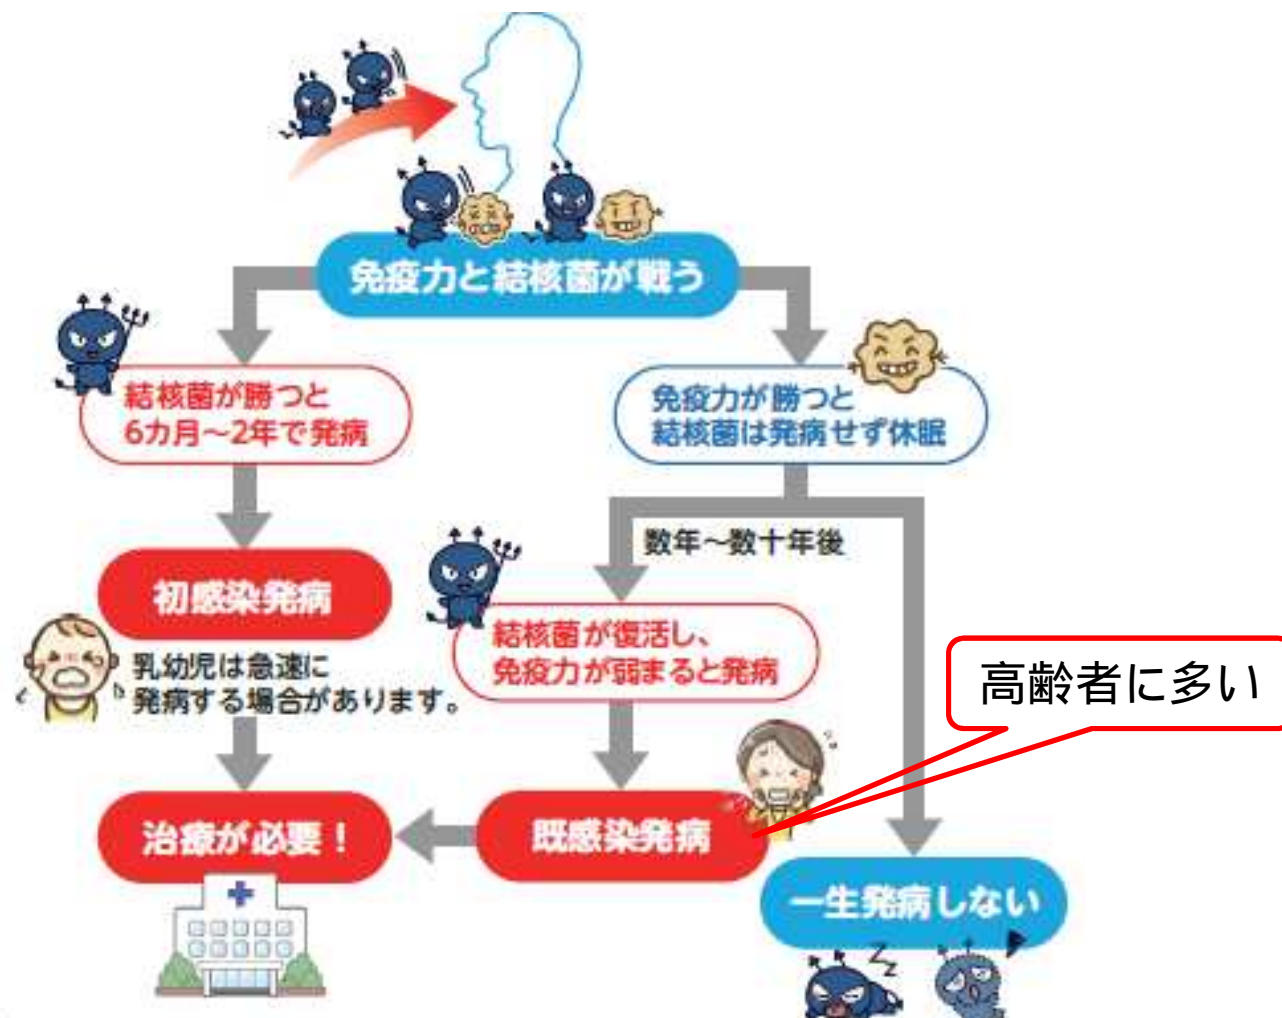 免疫力と結核菌が戦う
結核菌が勝つと
6カ月～2年で発病
免疫力が勝つと
結核菌は発病せず休眠
数年～数十年後
初感染発病
乳幼児は急速に
発病する場合があります。
結核菌が復活し、
免疫力が弱まると発病
高齢者に多い
治療が必要！
既感染発病
一生発病しない
zz